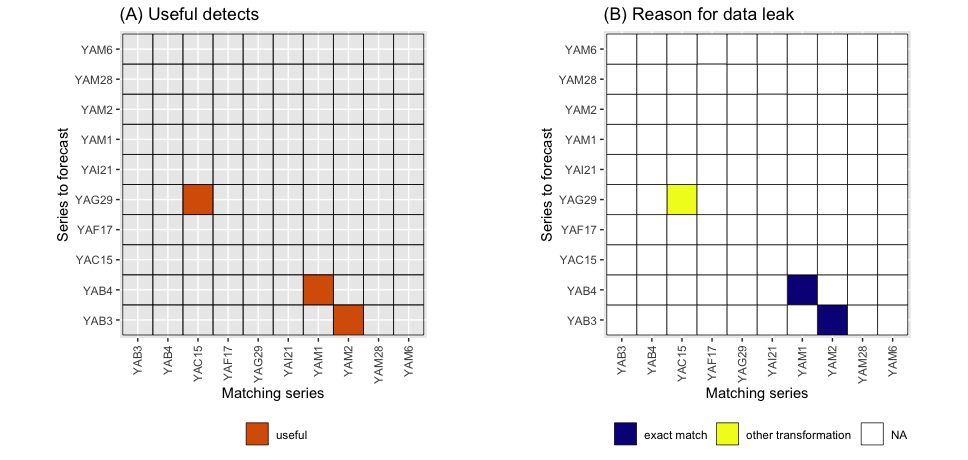 (A) Useful detects
Series to forecast
YAM6
YAM28
YAM2
YAM1
YAI21
YAG29
YAF17
YAC15
YAB4
YAB3
YAB3 YAB4 YAC15 YAF17 YAG29 YAI21 YAM1 YAM2 YAM28 YAM6
Matching series
useful
(B) Reason for data leak
Series to forecast
YAM6
YAM28
YAM2
YAM1
YAI21
YAG29
YAF17
YAC15
YAB4
YAB3
YAB3 YAB4 YAC15 YAF17 YAG29 YAI21 YAM1 YAM2 YAM28 YAM6
Matching series
exact match other transformation NA